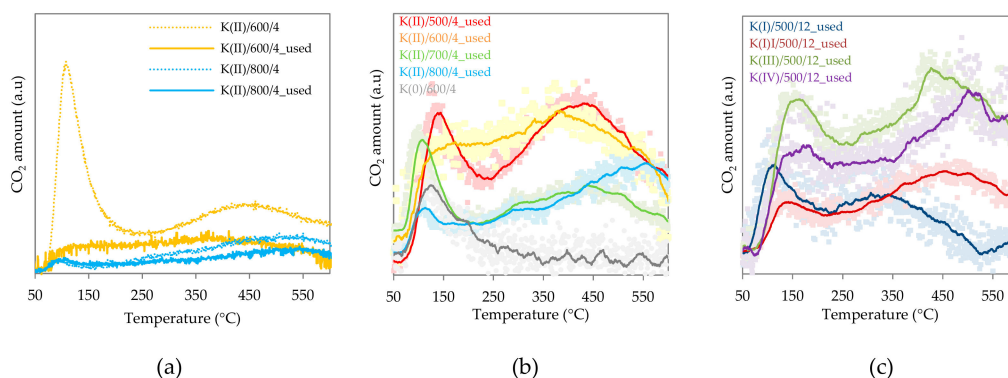 K(II)/600/4
K(II)/600/4_used
K(II)/800/4
K(II)/800/4_used
CO2 amount (a.u)
50 150 250 350 450 550
Temperature (°C)
(a)
K(II)/500/4_used
K(II)/600/4_used
K(II)/700/4_used
K(II)/800/4_used
K(0)/600/4
CO2 amount (a.u)
50 150 250 350 450 550
Temperature (°C)
(b)
K(I)/500/12_used
K(I)I/500/12_used
K(III)/500/12_used
K(IV)/500/12_used
CO2 amount (a.u)
50 150 250 350 450 550
Temperature (°C)
(c)